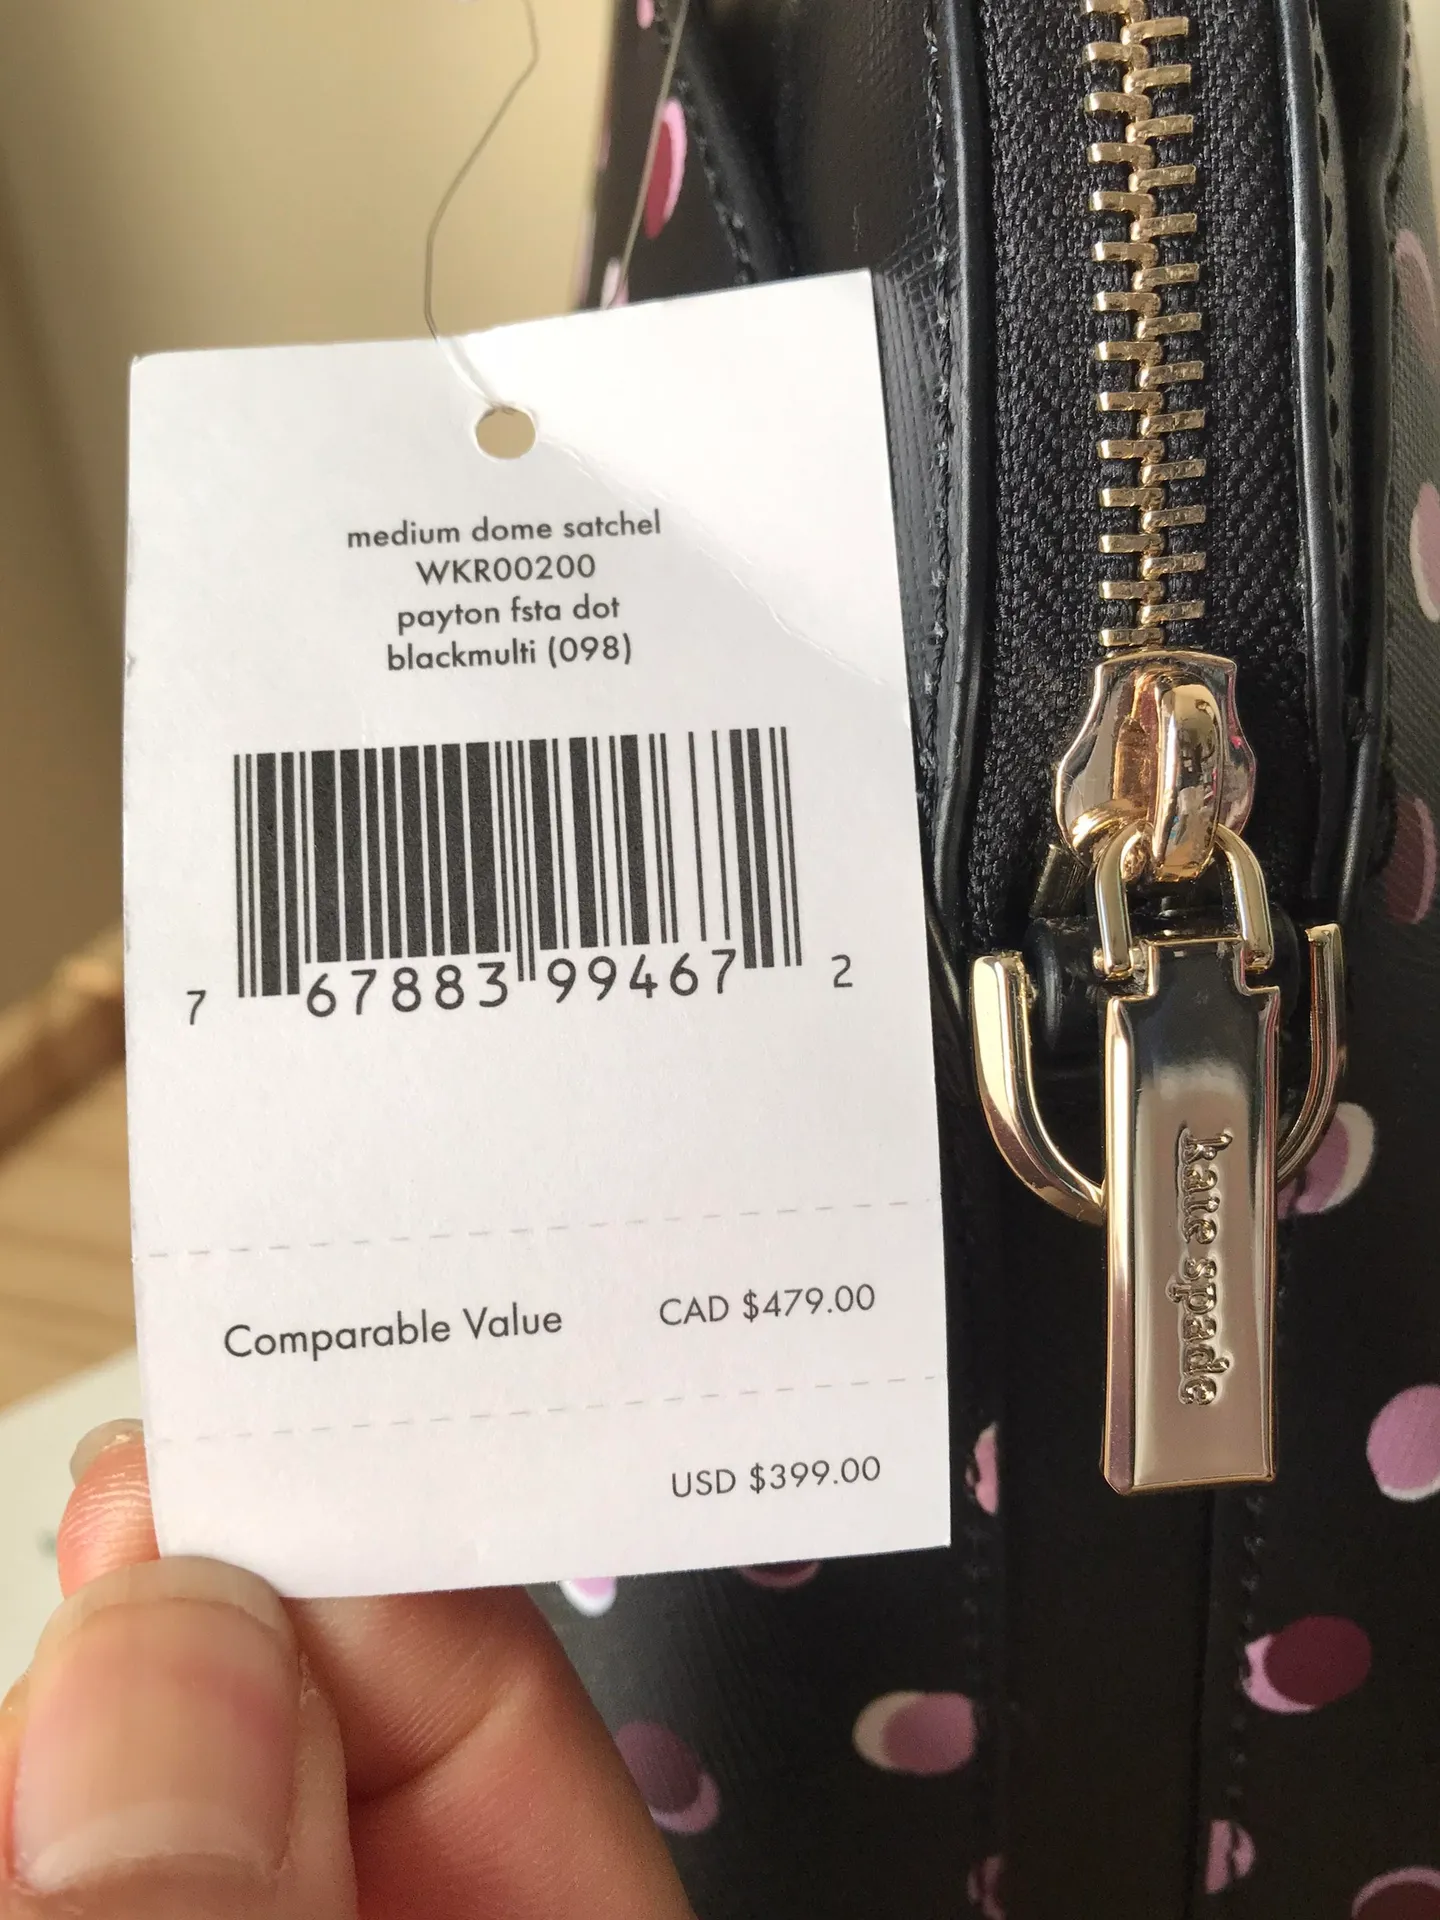 medium dome satchel
WKR00200
payton fsta dot
blackmulti (098)
7 67883 99467 2
Comparable Value CAD $479.00
USD $399.00
kate spade